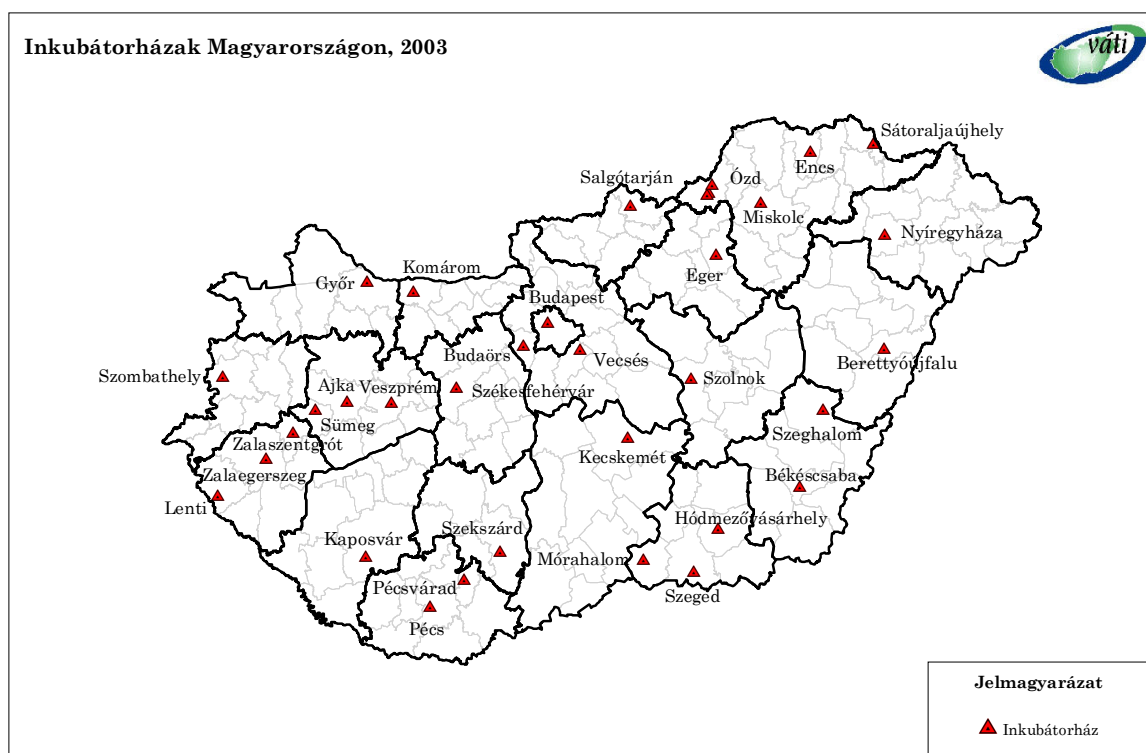 Inkubátorházak Magyarországon, 2003
váti
Sátoraljaújhely
Encs
Ózd
Salgótarján
Miskolc
Nyíregyháza
Eger
Komárom
Győr
Budapest
Budaörs
Vecsés
Berettyóújfalu
Szombathely
Ajka
Veszprém
Székesfehérvár
Szolnok
Sümeg
Szeghalom
Zalaszentgrót
Kecskemét
Zalaegerszeg
Békéscsaba
Lenti
Hódmezővásárhely
Szekszárd
Kaposvár
Mórahalom
Pécsvárad
Szeged
Pécs
Jelmagyarázat
Inkubátorház